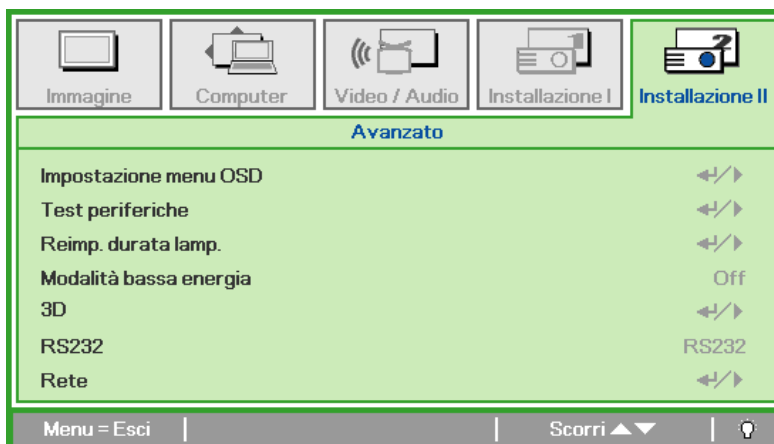 Immagine
Computer
Video / Audio
Installazione I
Installazione II
Avanzato
Impostazione menu OSD
Test periferiche
Reimp. durata lamp.
Modalità bassa energia Off
3D
RS232 RS232
Rete
Menu = Esci Scorri